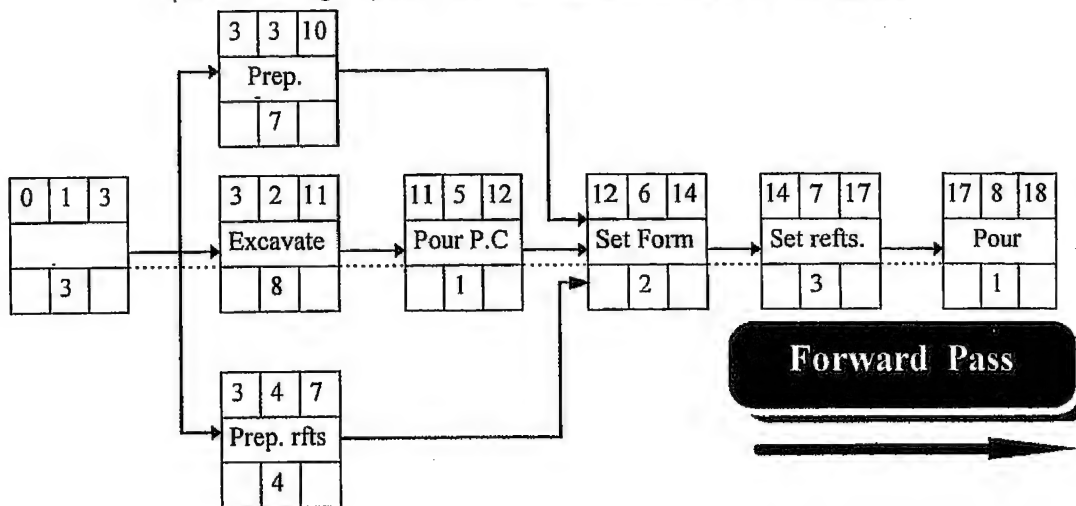 3 3 10
Prep.
7
0 1 3
3
3 2 11
Excavate
8
11 5 12
Pour P.C
1
12 6 14
Set Form
2
14 7 17
Set refts.
3
17 8 18
Pour
1
3 4 7
Prep. rfts
4
Forward Pass